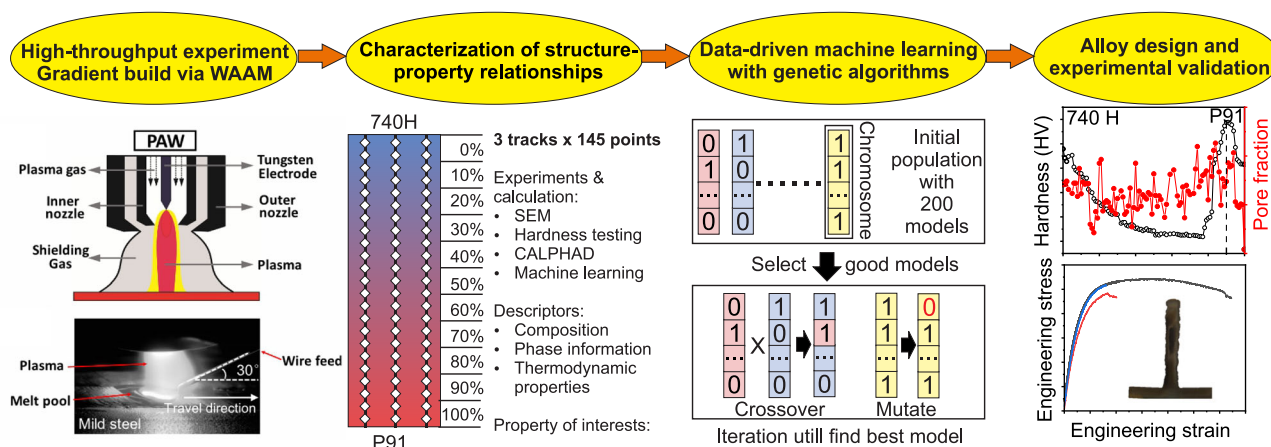 High-throughput experiment
Gradient build via WAAM
Characterization of structure-
property relationships
Data-driven machine learning
with genetic algorithms
Alloy design and
experimental validation
PAW
Plasma gas
Tungsten
Electrode
Inner
nozzle
Outer
nozzle
Shielding
Gas
Plasma
Plasma
Wire feed
30°
Melt pool
Travel direction
Mild steel
740H
0%
10%
20%
30%
40%
50%
60%
70%
80%
90%
100%
P91
3 tracks x 145 points
Experiments &
calculation:
• SEM
• Hardness testing
• CALPHAD
• Machine learning
Descriptors:
• Composition
• Phase information
• Thermodynamic
properties
Property of interests:
0 1 1
1 0 1
... ... ...
0 0 1
Chromosome
Initial
population
with
200
models
Select good models
0 1 1 1 0
1 X 0 1 1 1
... ... ... ... ...
0 0 0 1 1
Crossover Mutate
Iteration utill find best model
740 H
P91
Hardness (HV)
Pore fraction
Engineering stress
Engineering strain